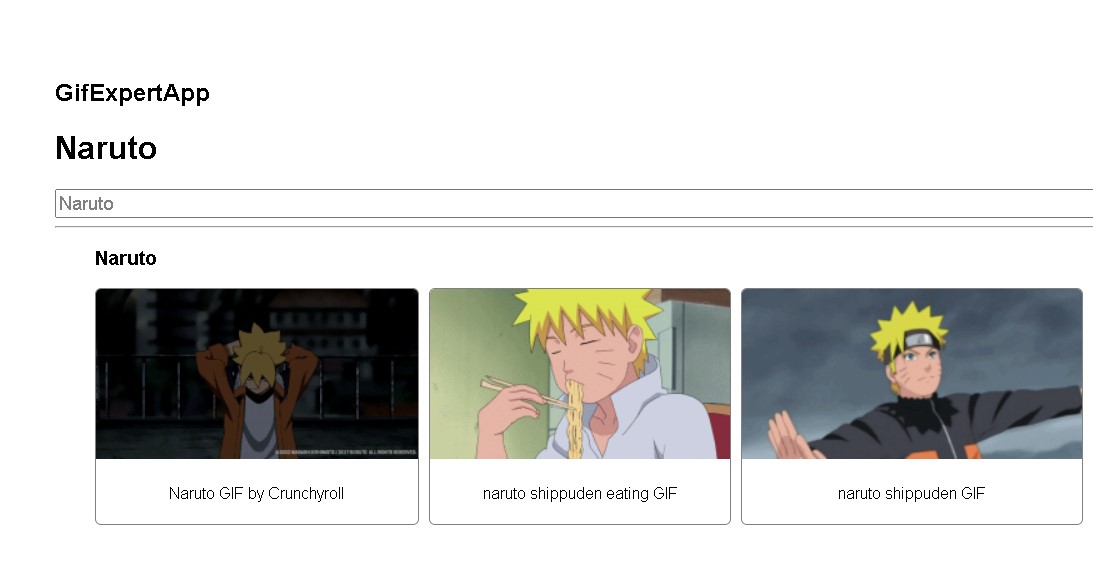 GifExpertApp
Naruto
Naruto
Naruto
Naruto GIF by Crunchyroll
naruto shippuden eating GIF
naruto shippuden GIF